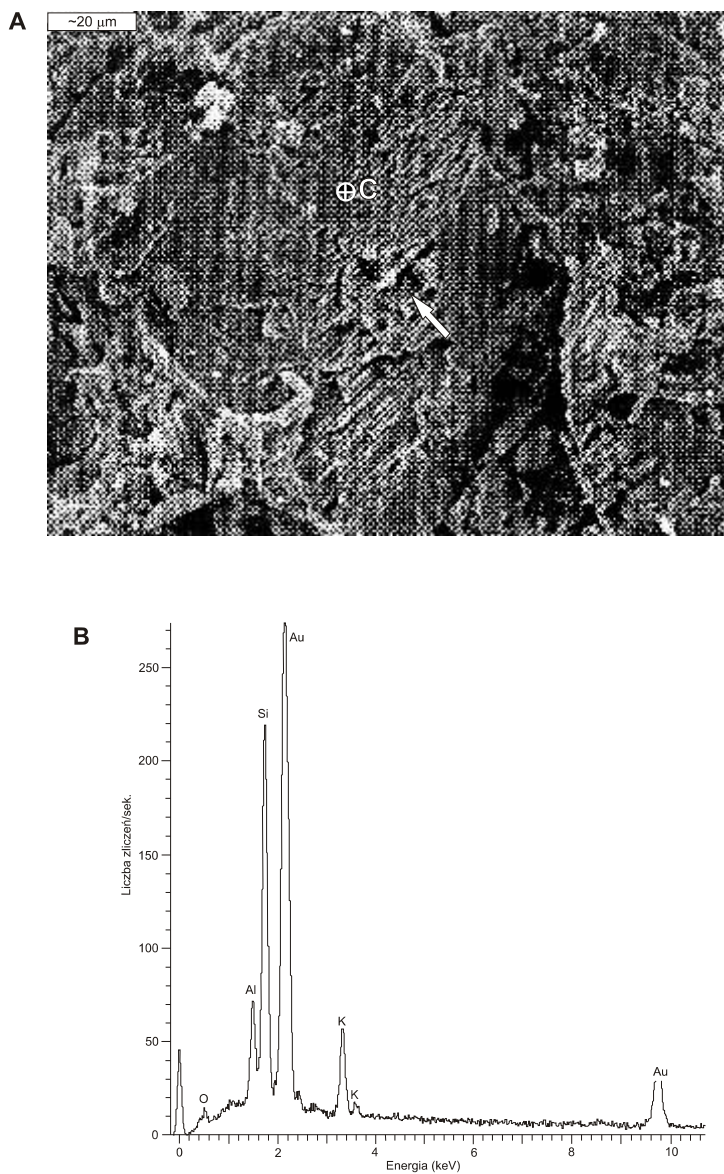 A
~20 µm
C
B
Liczba zliczeń/sek.
250
200
150
100
50
0
Au
Si
Al
O
K
K
Au
0
2
4
6
8
10
Energia (keV)